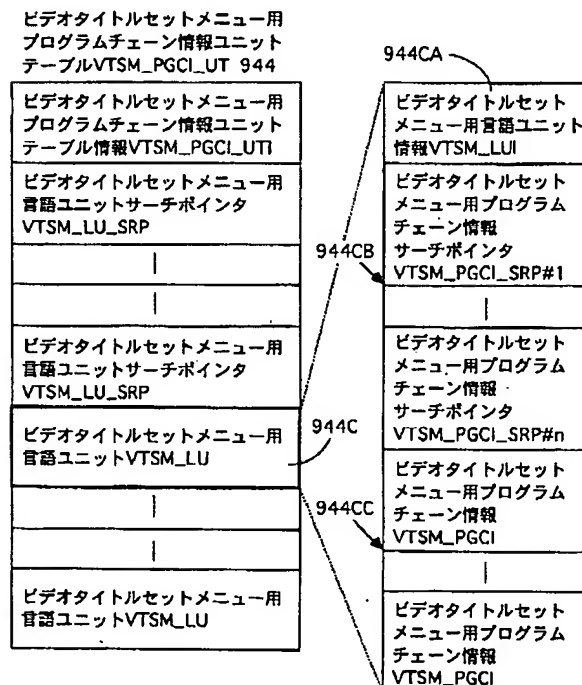 ビデオタイトルセットメニュー用
プログラムチェーン情報ユニット
テーブルVTSM_PGCI_UT 944
ビデオタイトルセットメニュー用
プログラムチェーン情報ユニット
テーブル情報VTSM_PGCI_UTI
ビデオタイトルセットメニュー用
言語ユニットサーチポインタ
VTSM_LU_SRP
ビデオタイトルセットメニュー用
言語ユニットサーチポインタ
VTSM_LU_SRP
ビデオタイトルセットメニュー用
言語ユニットVTSM_LU
944C
ビデオタイトルセットメニュー用
言語ユニットVTSM_LU
944CA
ビデオタイトルセット
メニュー用言語ユニット
情報VTSM_LUI
ビデオタイトルセット
メニュー用プログラム
チェーン情報
サーチポインタ
VTSM_PGCI_SRP#1
944CB
ビデオタイトルセット
メニュー用プログラム
チェーン情報
サーチポインタ
VTSM_PGCI_SRP#n
ビデオタイトルセット
メニュー用プログラム
チェーン情報
VTSM_PGCI
944CC
ビデオタイトルセット
メニュー用プログラム
チェーン情報
VTSM_PGCI